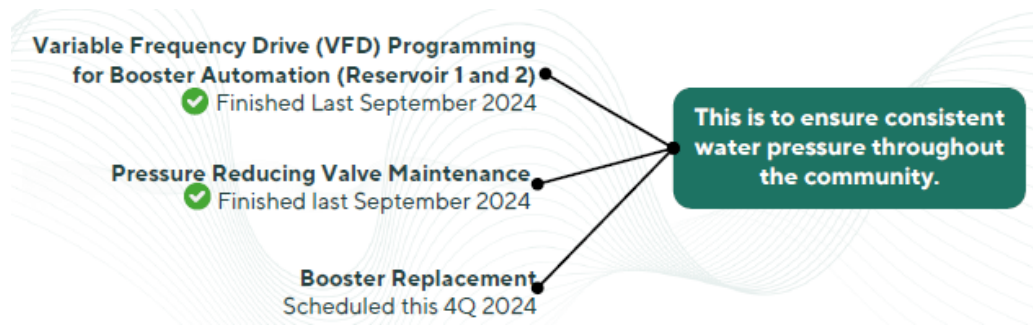 Variable Frequency Drive (VFD) Programming
for Booster Automation (Reservoir 1 and 2)
Finished Last September 2024
Pressure Reducing Valve Maintenance
Finished last September 2024
Booster Replacement
Scheduled this 4Q 2024
This is to ensure consistent
water pressure throughout
the community.